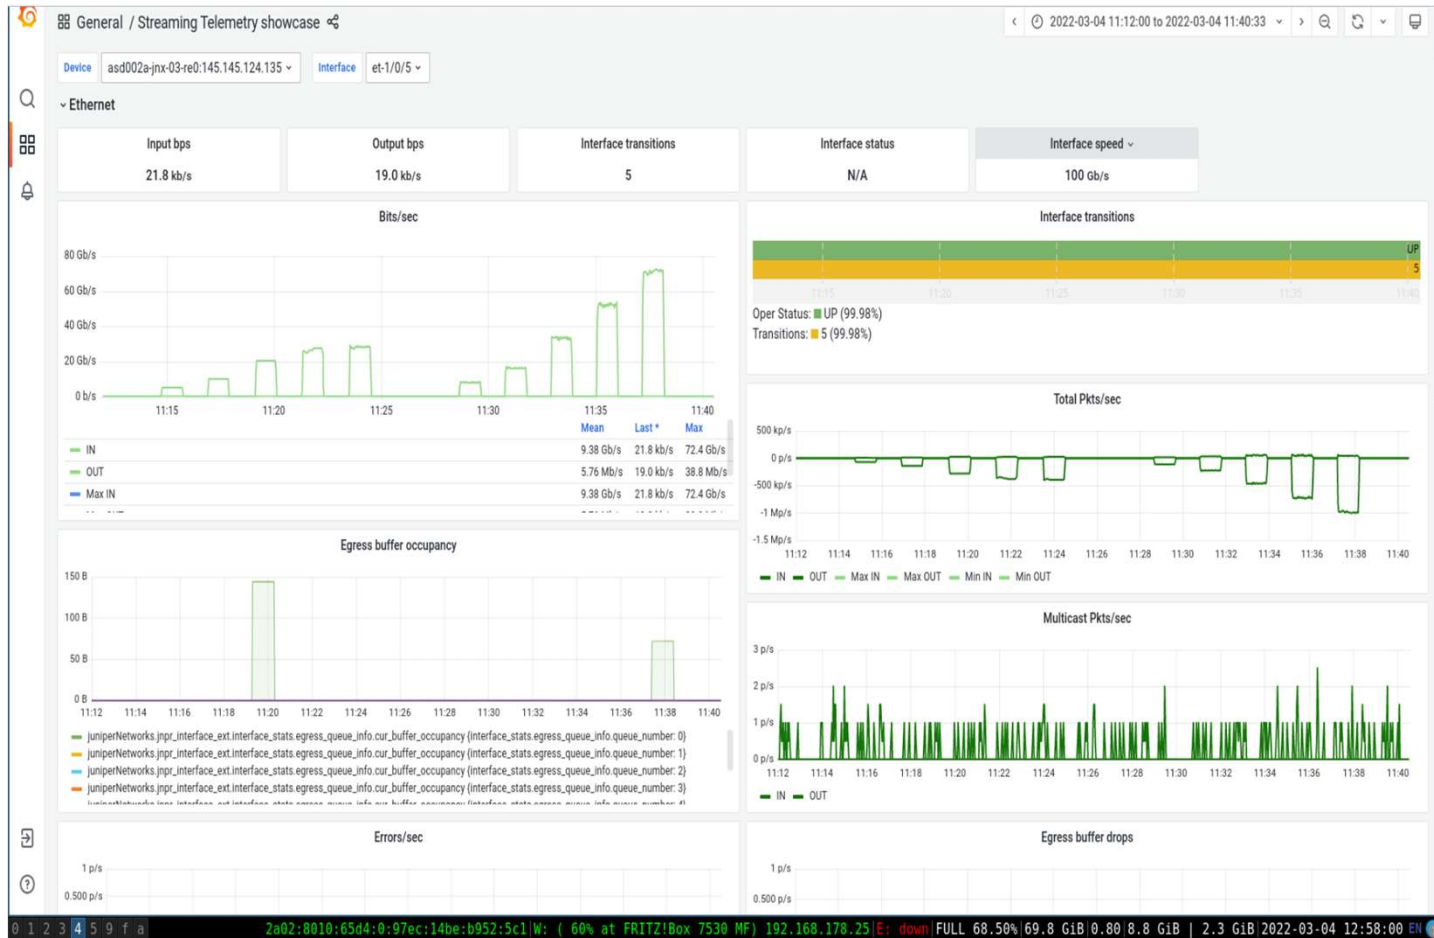 General / Streaming Telemetry showcase
2022-03-04 11:12:00 to 2022-03-04 11:40:33
Device asd002a-jnx-03-re0:145.145.124.135 Interface et-1/0/5
Ethernet
Input bps
21.8 kb/s
Output bps
19.0 kb/s
Interface transitions
5
Interface status
N/A
Interface speed
100 Gb/s
Bits/sec
80 Gb/s
60 Gb/s
40 Gb/s
20 Gb/s
0 b/s
11:15 11:20 11:25 11:30 11:35 11:40
Mean Last * Max
IN 9.38 Gb/s 21.8 kb/s 72.4 Gb/s
OUT 5.76 Mb/s 19.0 kb/s 38.8 Mb/s
Max IN 9.38 Gb/s 21.8 kb/s 72.4 Gb/s
Interface transitions
UP
5
11:15 11:20 11:25 11:30 11:35 11:40
Oper Status: UP (99.98%)
Transitions: 5 (99.98%)
Total Pkts/sec
500 kp/s
0 p/s
-500 kp/s
-1 Mp/s
-1.5 Mp/s
11:12 11:14 11:16 11:18 11:20 11:22 11:24 11:26 11:28 11:30 11:32 11:34 11:36 11:38 11:40
IN OUT Max IN Max OUT Min IN Min OUT
Egress buffer occupancy
150 B
100 B
50 B
0 B
11:12 11:14 11:16 11:18 11:20 11:22 11:24 11:26 11:28 11:30 11:32 11:34 11:36 11:38 11:40
juniperNetworks.jnpr_interface_ext.interface_stats.egress_queue_info.cur_buffer_occupancy {interface_stats.egress_queue_info.queue_number: 0}
juniperNetworks.jnpr_interface_ext.interface_stats.egress_queue_info.cur_buffer_occupancy {interface_stats.egress_queue_info.queue_number: 1}
juniperNetworks.jnpr_interface_ext.interface_stats.egress_queue_info.cur_buffer_occupancy {interface_stats.egress_queue_info.queue_number: 2}
juniperNetworks.jnpr_interface_ext.interface_stats.egress_queue_info.cur_buffer_occupancy {interface_stats.egress_queue_info.queue_number: 3}
Multicast Pkts/sec
3 p/s
2 p/s
1 p/s
0 p/s
11:12 11:14 11:16 11:18 11:20 11:22 11:24 11:26 11:28 11:30 11:32 11:34 11:36 11:38 11:40
IN OUT
Errors/sec
1 p/s
0.500 p/s
Egress buffer drops
1 p/s
0.500 p/s
0 1 2 3 4 5 9 f a 2a02:8010:65d4:0:97ec:14be:b952:5c1|W: ( 60% at FRITZ!Box 7530 MF) 192.168.178.25|E: down|FULL 68.50%|69.8 GiB|0.80|8.8 GiB | 2.3 GiB|2022-03-04 12:58:00 EN